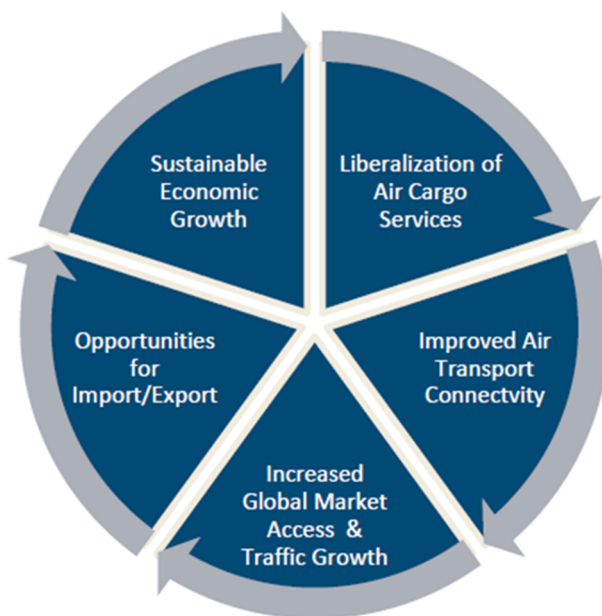 Sustainable
Economic
Growth
Liberalization of
Air Cargo
Services
Opportunities
for
Import/Export
Improved Air
Transport
Connectvity
Increased
Global Market
Access &
Traffic Growth